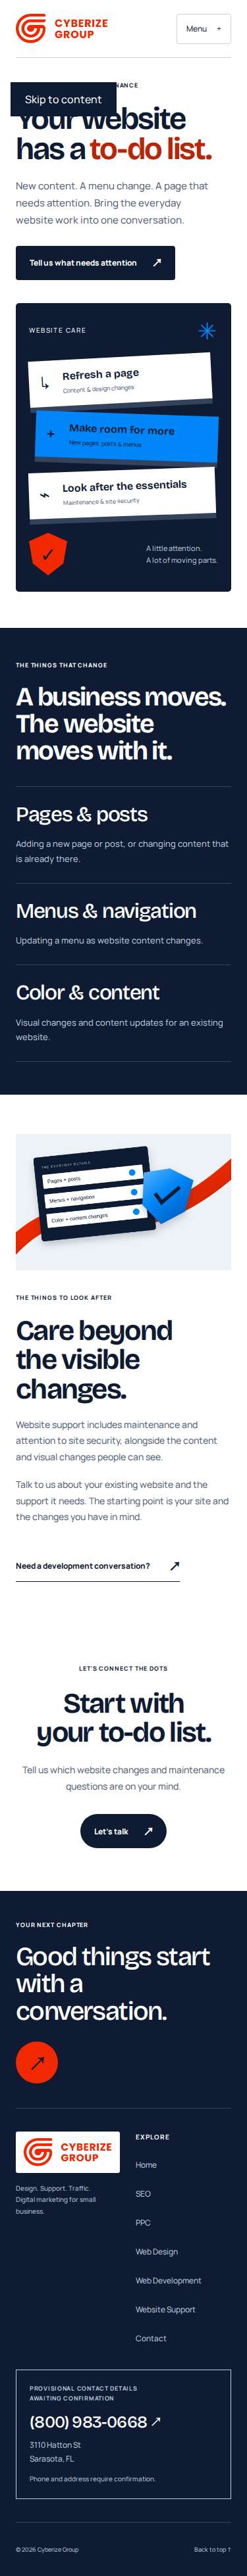 CYBERIZE
GROUP
Menu +
Skip to content
NANCE
Your website
has a to-do list.
New content. A menu change. A page that
needs attention. Bring the everyday
website work into one conversation.
Tell us what needs attention ↗
WEBSITE CARE
Refresh a page
Content & design changes
Make room for more
New pages, posts & menus
Look after the essentials
Maintenance & site security
A little attention.
A lot of moving parts.
THE THINGS THAT CHANGE
A business moves.
The website
moves with it.
Pages & posts
Adding a new page or post, or changing content that
is already there.
Menus & navigation
Updating a menu as website content changes.
Color & content
Visual changes and content updates for an existing
website.
Pages + posts
Menus + navigation
Color + content changes
THE THINGS TO LOOK AFTER
Care beyond
the visible
changes.
Website support includes maintenance and
attention to site security, alongside the content
and visual changes people can see.
Talk to us about your existing website and the
support it needs. The starting point is your site and
the changes you have in mind.
Need a development conversation? ↗
LET'S CONNECT THE DOTS
Start with
your to-do list.
Tell us which website changes and maintenance
questions are on your mind.
Let's talk ↗
YOUR NEXT CHAPTER
Good things start
with a
conversation.
↗
CYBERIZE
GROUP
Design. Support. Traffic.
Digital marketing for small
business.
EXPLORE
Home
SEO
PPC
Web Design
Web Development
Website Support
Contact
PROVISIONAL CONTACT DETAILS
AWAITING CONFIRMATION
(800) 983-0668 ↗
3110 Hatton St
Sarasota, FL
Phone and address require confirmation.
© 2026 Cyberize Group
Back to top ↑